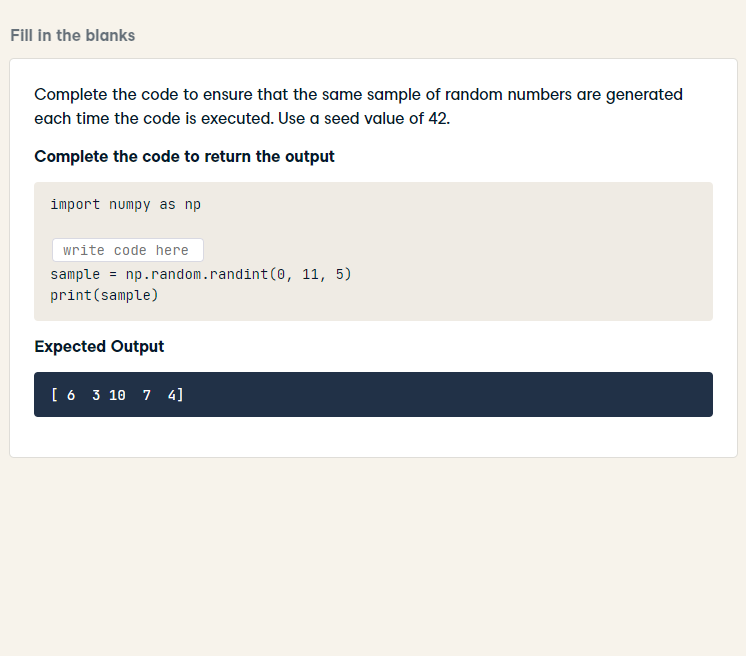 Fill in the blanks
Complete the code to ensure that the same sample of random numbers are generated
each time the code is executed. Use a seed value of 42.
Complete the code to return the output
import numpy as np
write code here
sample = np.random.randint(0, 11, 5)
print(sample)
Expected Output
[ 6  3 10  7  4]